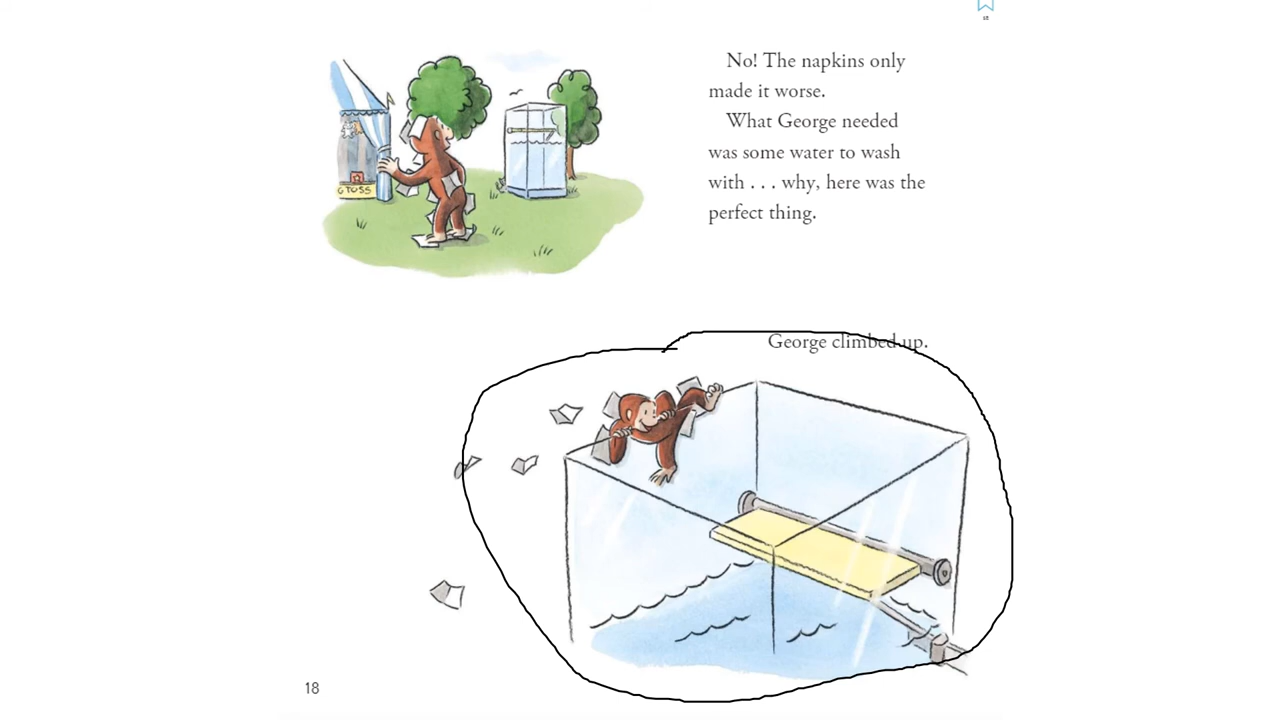 No! The napkins only
made it worse.
What George needed
was some water to wash
with . . . why, here was the
perfect thing.
TOSS
George climbed up.
18